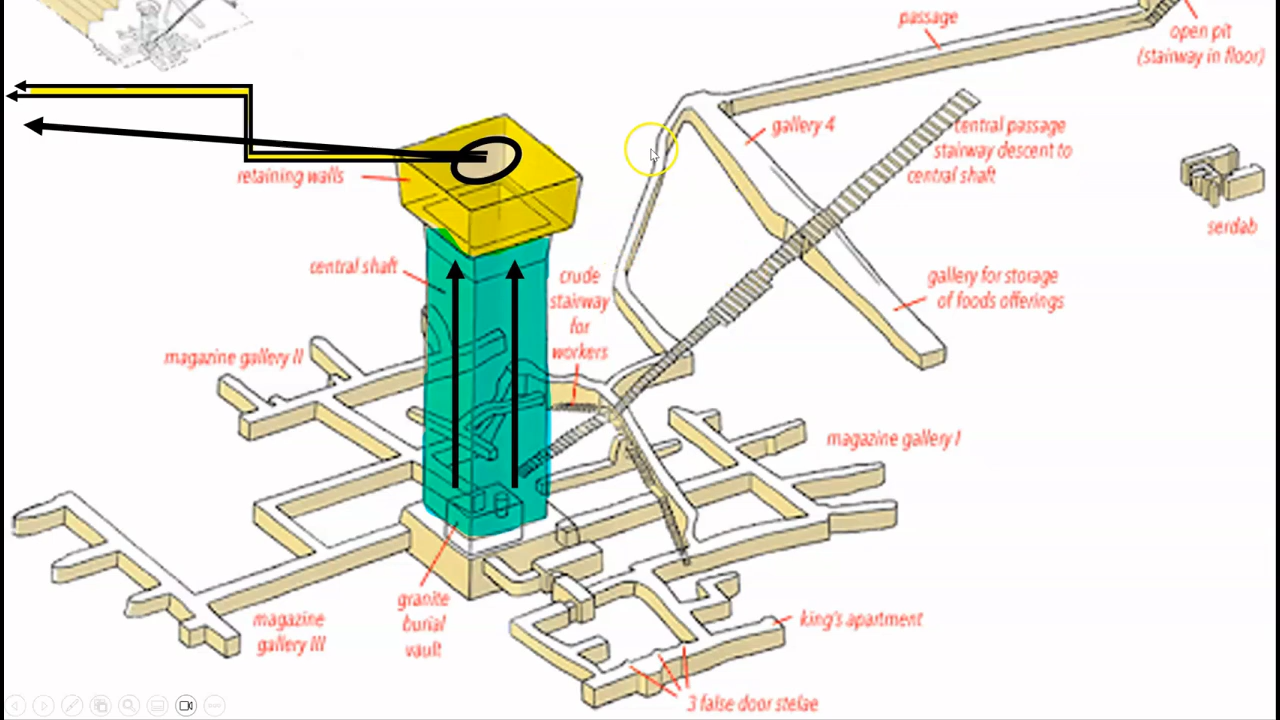 passage
open pit
(stairway in floor)
gallery 4
central passage
stairway descent to
central shaft
retaining walls
serdab
central shaft
crude
stairway
for
workers
gallery for storage
of foods offerings
magazine gallery II
magazine gallery I
granite
burial
vault
magazine
gallery III
king's apartment
3 false door stelae